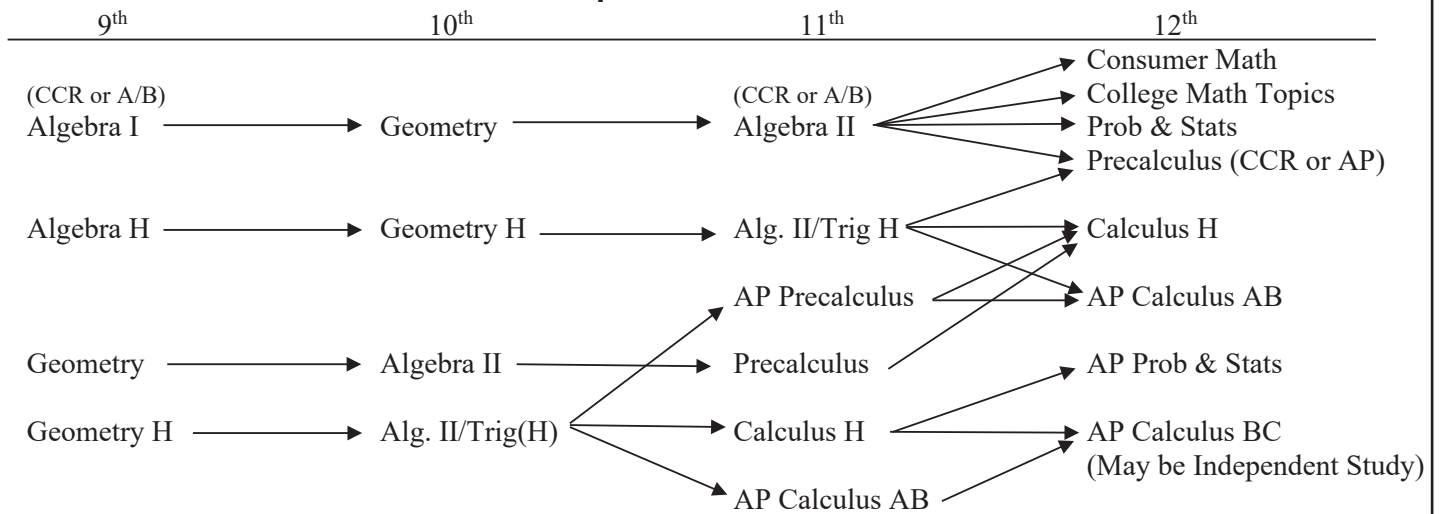 9th 10th 11th 12th
Consumer Math
(CCR or A/B) (CCR or A/B) College Math Topics
Algebra I Geometry Algebra II Prob & Stats
Precalculus (CCR or AP)
Algebra H Geometry H Alg. II/Trig H Calculus H
AP Precalculus AP Calculus AB
Geometry Algebra II Precalculus AP Prob & Stats
Geometry H Alg. II/Trig(H) Calculus H AP Calculus BC
(May be Independent Study)
AP Calculus AB